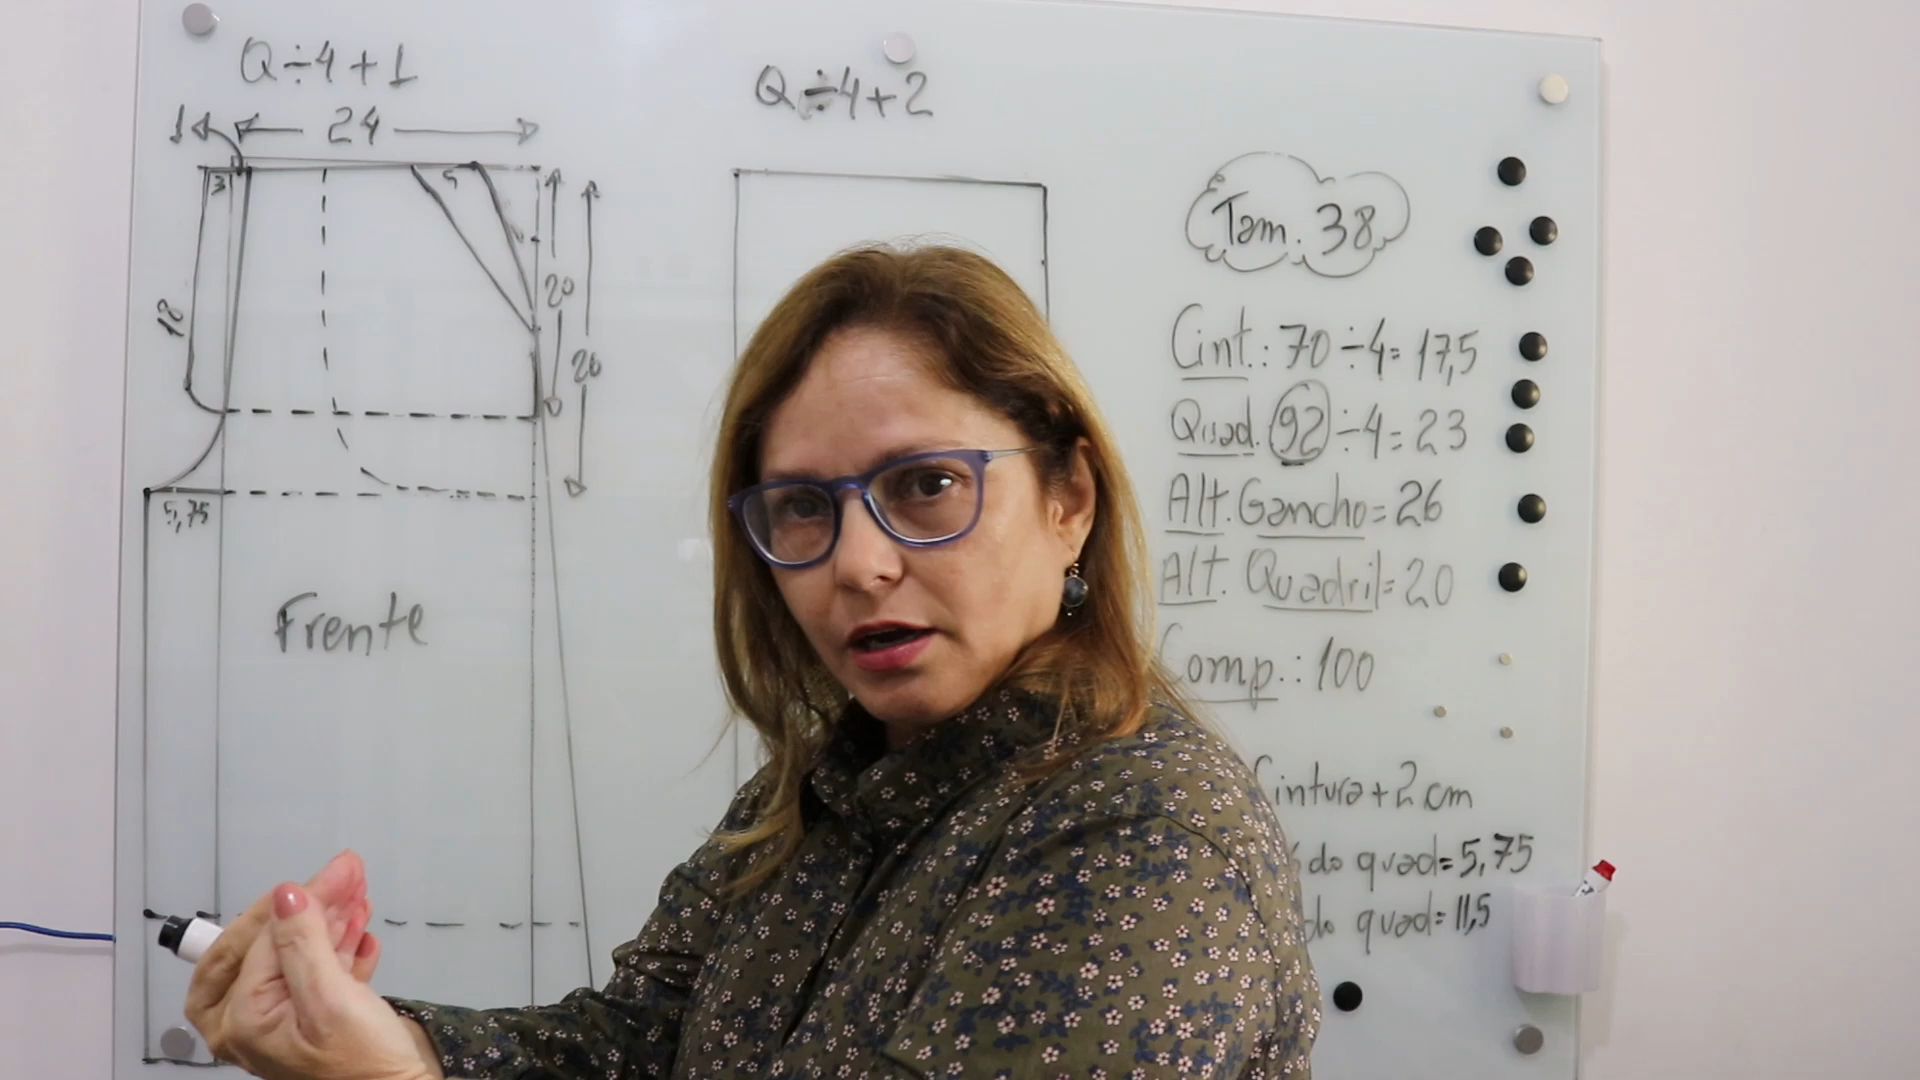 Q÷4+1
1
24
3
5
18
20
26
5,75
Frente
Q÷4+2
Tam. 38
Cint.: 70÷4=17,5
Quad. 92÷4=23
Alt. Gancho=26
Alt. Quadril=20
Comp.: 100
intura+2cm
do quad=5,75
do quad=11,5